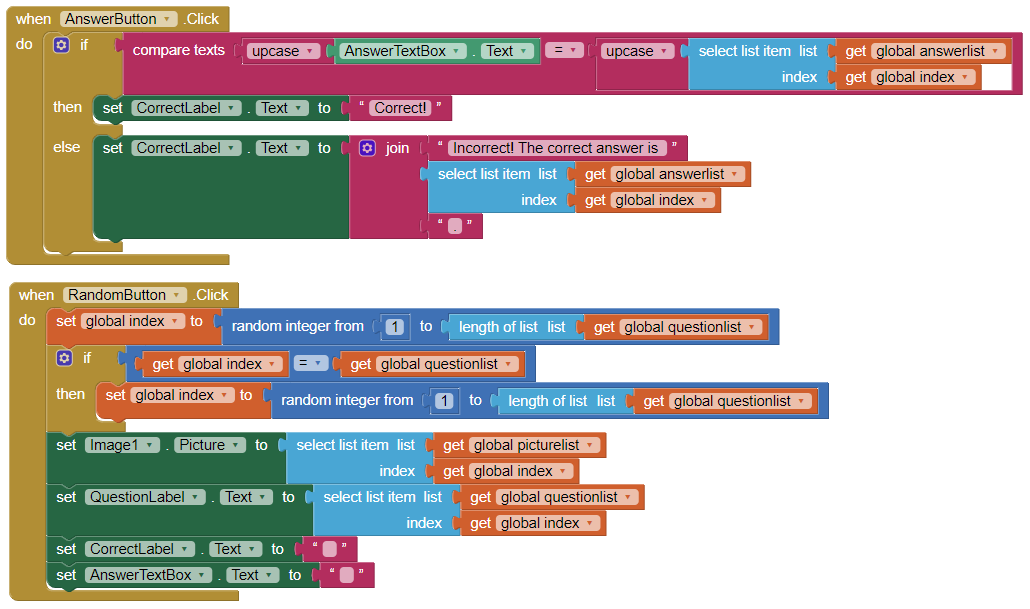 when AnswerButton .Click
do if compare texts upcase AnswerTextBox . Text = upcase select list item list get global answerlist
index get global index
then set CorrectLabel . Text to “ Correct! ”
else set CorrectLabel . Text to join “ Incorrect! The correct answer is ”
select list item list get global answerlist
index get global index
“ . ”
when RandomButton .Click
do set global index to random integer from 1 to length of list list get global questionlist
if get global index = get global questionlist
then set global index to random integer from 1 to length of list list get global questionlist
set Image1 . Picture to select list item list get global picturelist
index get global index
set QuestionLabel . Text to select list item list get global questionlist
index get global index
set CorrectLabel . Text to “ ”
set AnswerTextBox . Text to “ ”